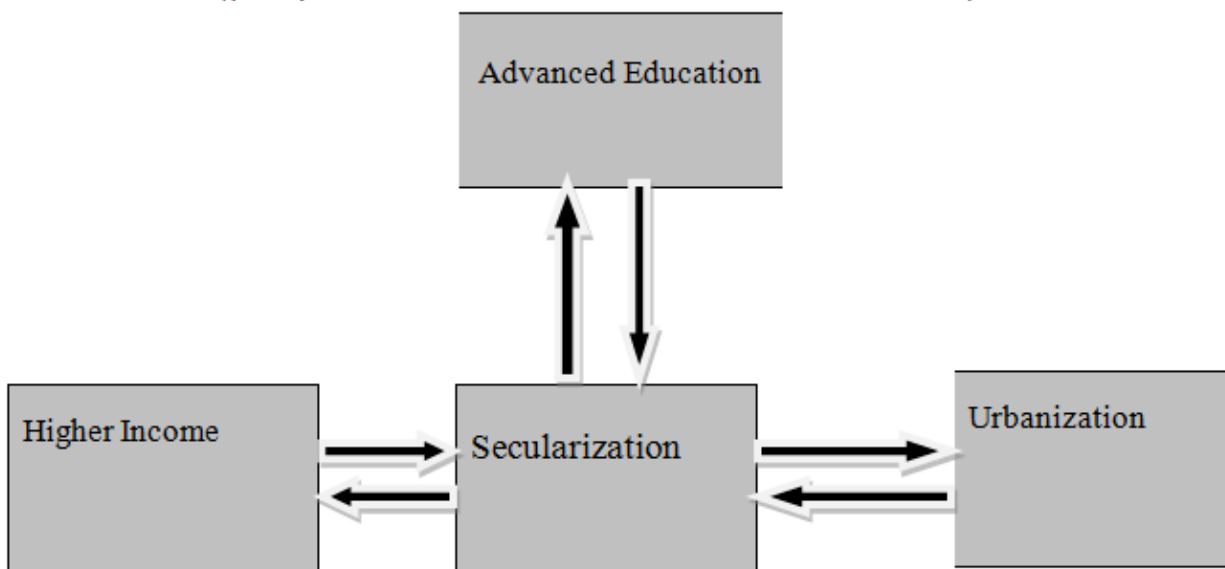 Advanced Education
Higher Income
Secularization
Urbanization